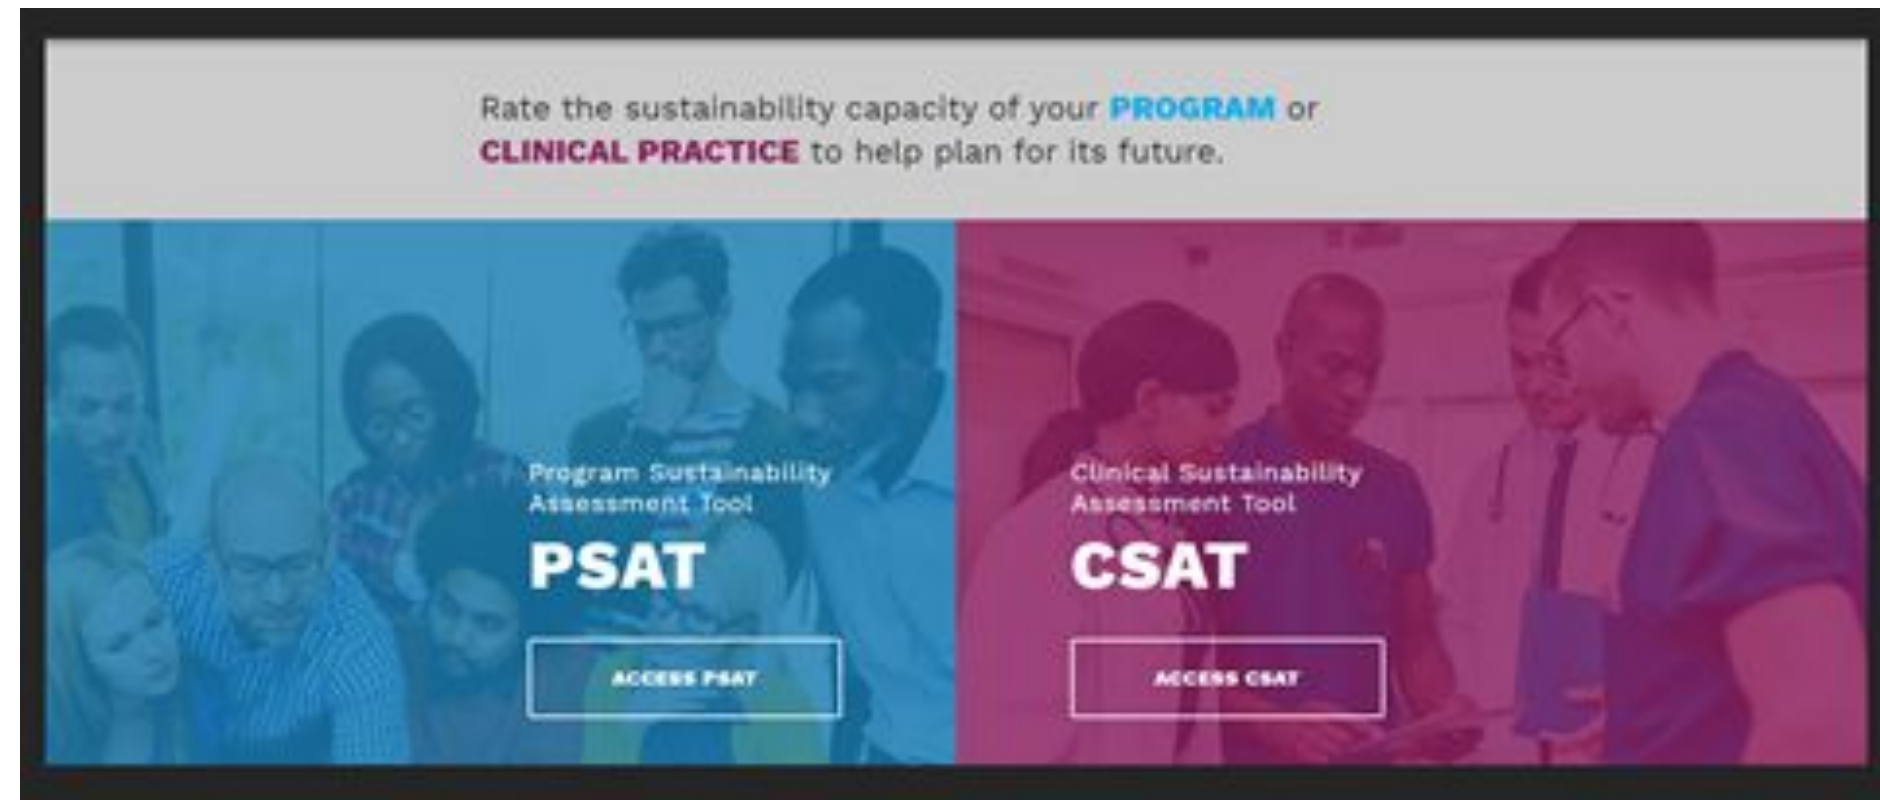 Rate the sustainability capacity of your PROGRAM or
CLINICAL PRACTICE to help plan for its future.
Program Sustainability
Assessment Tool
PSAT
ACCESS PSAT
Clinical Sustainability
Assessment Tool
CSAT
ACCESS CSAT